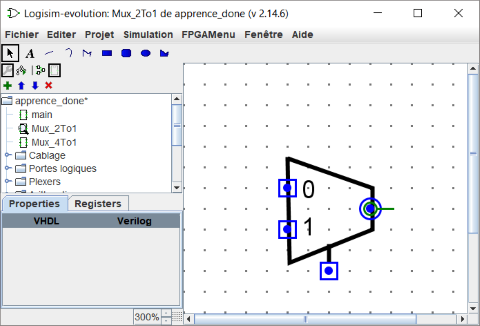 Logisim-evolution: Mux_2To1 de apprence_done (v 2.14.6)
Fichier Editer Projet Simulation FPGAMenu Fenêtre Aide
A
apprence_done*
main
Mux_2To1
Mux_4To1
Cablage
Portes logiques
Plexers
Properties Registers
VHDL Verilog
300%
0
1